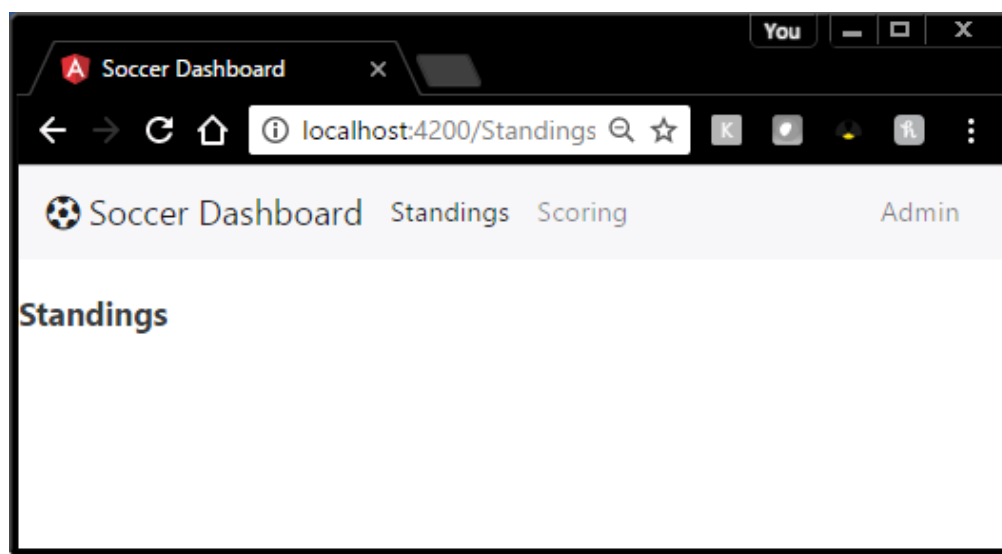 You
Soccer Dashboard
localhost:4200/Standings
K
h
Soccer Dashboard Standings Scoring Admin
Standings